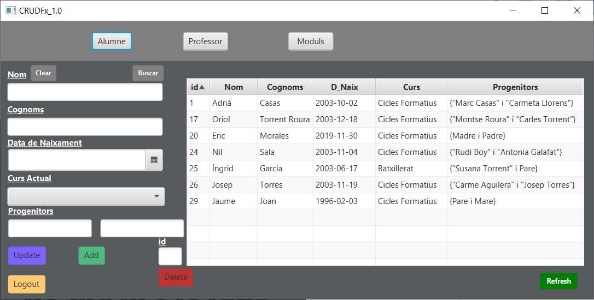 CRUDFx_1.0
Alumne Professor Moduls
Nom Clear Buscar
Cognoms
Data de Naixament
Curs Actual
Progenitors
id
Update Add
Delete
Logout
id Nom Cognoms D_Naix Curs Progenitors
1 Adrià Casas 2003-10-02 Cicles Formatius {"Marc Casas" i "Carmeta Llorens"}
17 Oriol Torrent Roura 2003-12-18 Cicles Formatius {"Montse Roura" i "Carles Torrent"}
20 Eric Morales 2019-11-30 Cicles Formatius {Madre i Padre}
24 Nil Sala 2003-11-04 Cicles Formatius {"Rudi Boy" i "Antonia Galafat"}
25 Íngrid García 2003-06-17 Batxillerat {"Susana Torrent" i Pare}
26 Josep Torres 2003-11-19 Cicles Formatius {"Carme Aguilera" i "Josep Torres"}
29 Jaume Joan 1996-02-03 Cicles Formatius {Pare i Mare}
Refresh